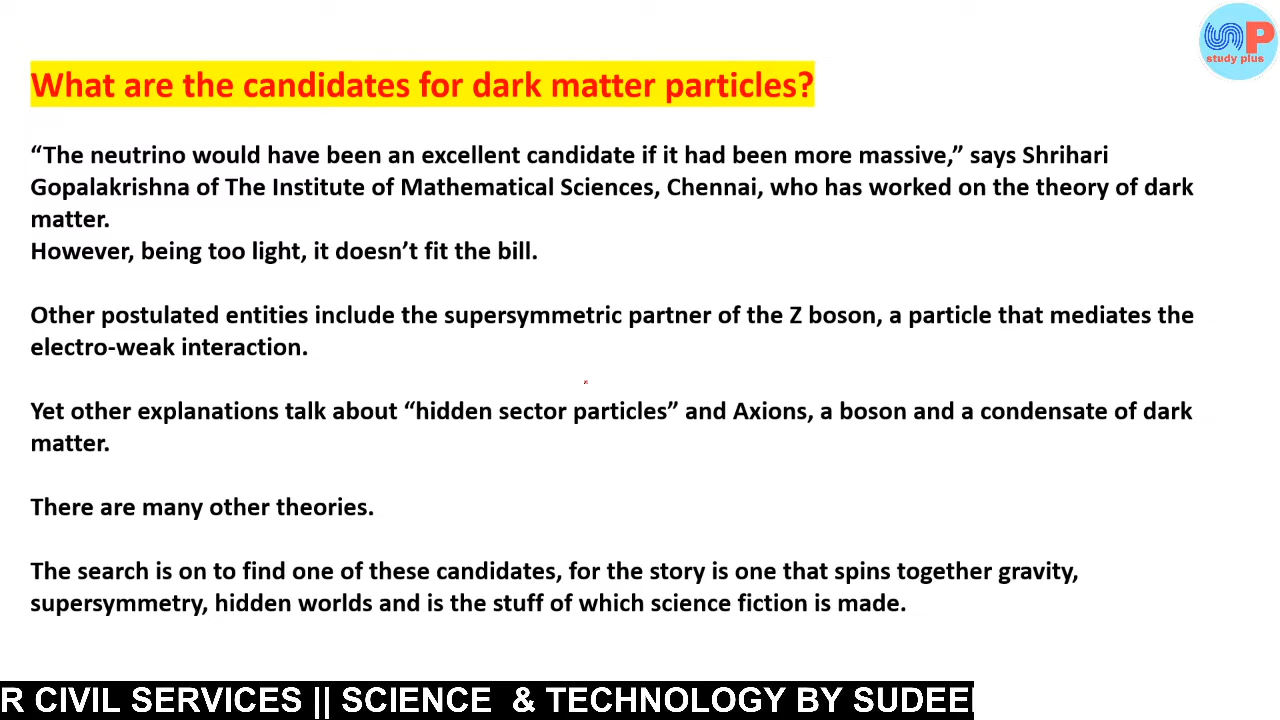 SP
study plus
What are the candidates for dark matter particles?
“The neutrino would have been an excellent candidate if it had been more massive,” says Shrihari
Gopalakrishna of The Institute of Mathematical Sciences, Chennai, who has worked on the theory of dark
matter.
However, being too light, it doesn’t fit the bill.
Other postulated entities include the supersymmetric partner of the Z boson, a particle that mediates the
electro-weak interaction.
Yet other explanations talk about “hidden sector particles” and Axions, a boson and a condensate of dark
matter.
There are many other theories.
The search is on to find one of these candidates, for the story is one that spins together gravity,
supersymmetry, hidden worlds and is the stuff of which science fiction is made.
R CIVIL SERVICES || SCIENCE & TECHNOLOGY BY SUDEE